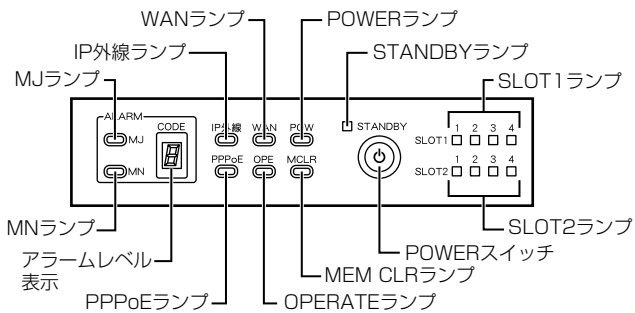 WANランプ
POWERランプ
IP外線ランプ
STANDBYランプ
MJランプ
SLOT1ランプ
ALARM
CODE
MJ
MN
IP外線 WAN POW
PPPoE OPE MCLR
STANDBY
1 2 3 4
SLOT1
1 2 3 4
SLOT2
MNランプ
アラームレベル
表示
PPPoEランプ
OPERATEランプ
MEM CLRランプ
POWERスイッチ
SLOT2ランプ